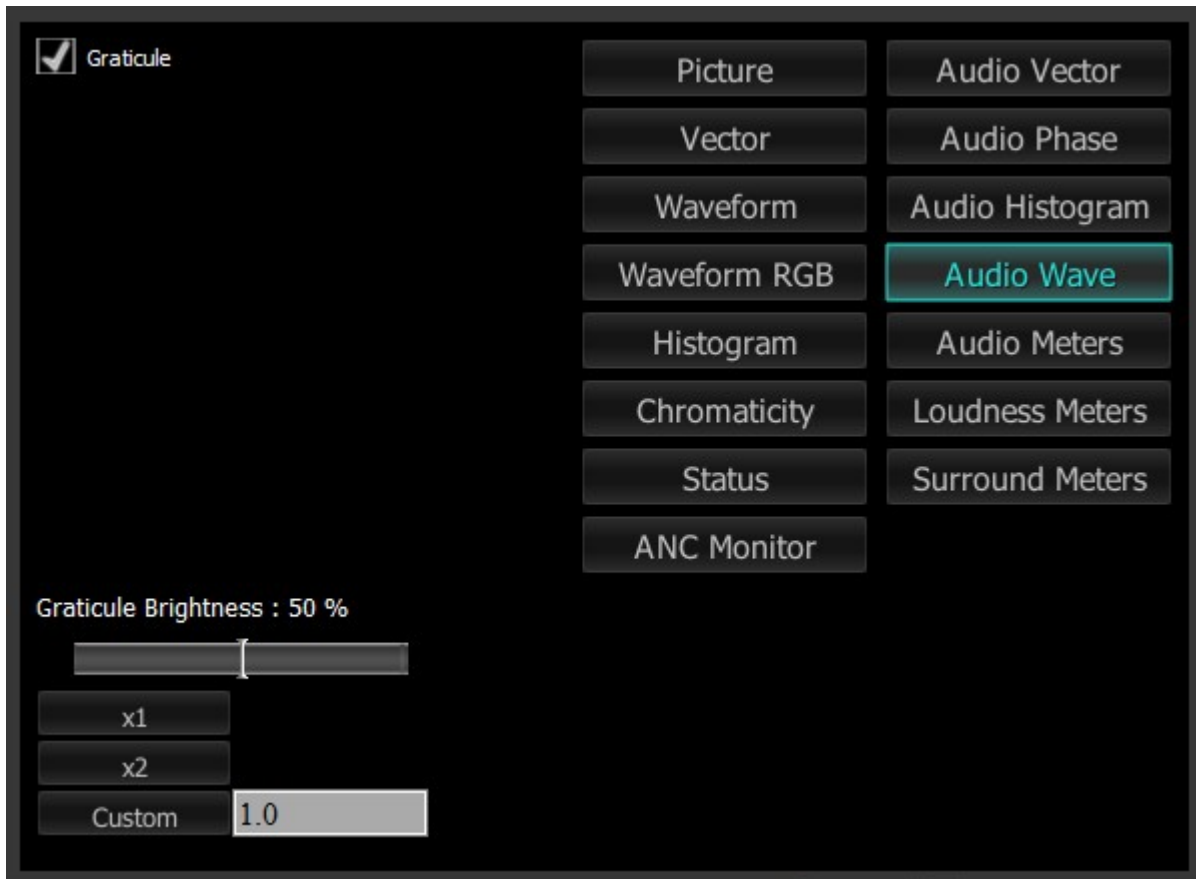 Graticule
Picture
Audio Vector
Vector
Audio Phase
Waveform
Audio Histogram
Waveform RGB
Audio Wave
Histogram
Audio Meters
Chromaticity
Loudness Meters
Status
Surround Meters
ANC Monitor
Graticule Brightness : 50 %
x1
x2
Custom
1.0